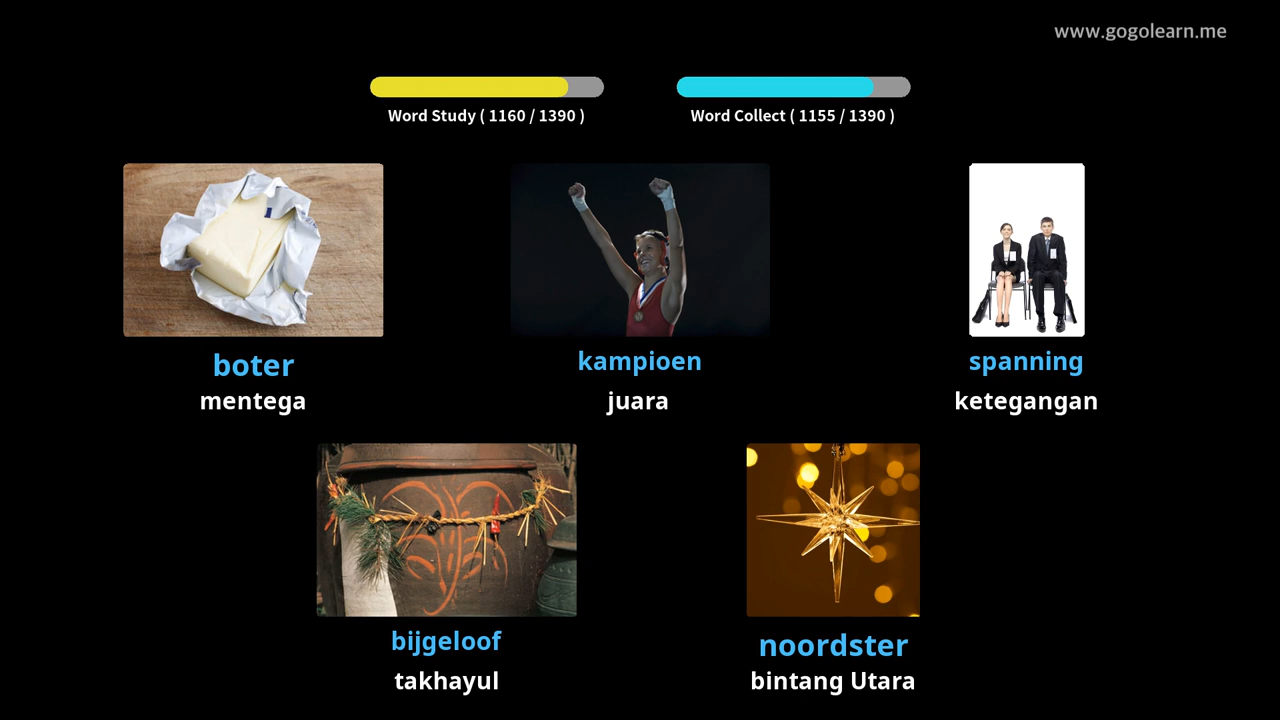 www.gogolearn.me
Word Study ( 1160 / 1390 )
Word Collect ( 1155 / 1390 )
boter
mentega
kampioen
juara
spanning
ketegangan
bijgeloof
takhayul
noordster
bintang Utara